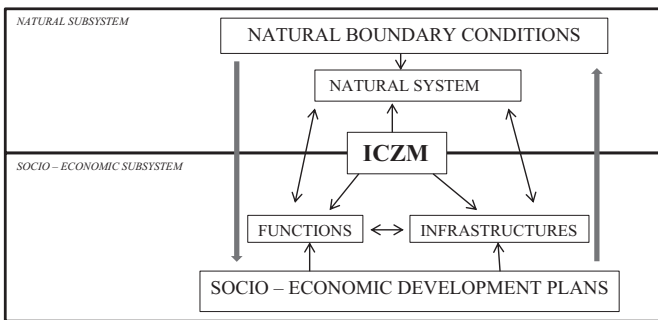 NATURAL SUBSYSTEM
NATURAL BOUNDARY CONDITIONS
NATURAL SYSTEM
ICZM
SOCIO – ECONOMIC SUBSYSTEM
FUNCTIONS
INFRASTRUCTURES
SOCIO – ECONOMIC DEVELOPMENT PLANS